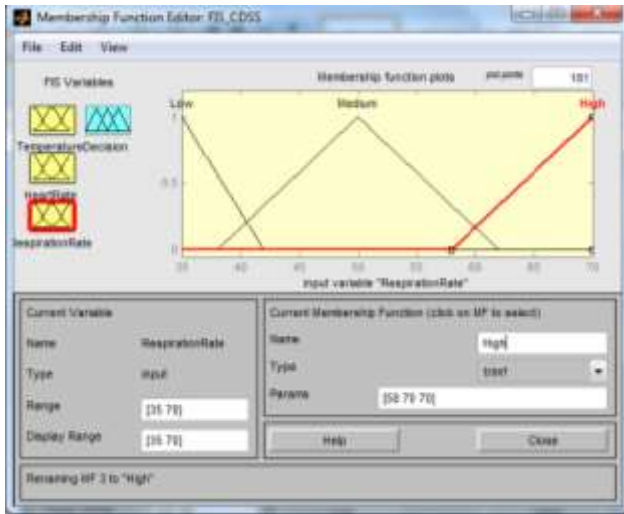 Membership Function Editor: FIS_CDSS
File Edit View
FIS Variables
Membership function plots
plot points:
181
Low
Medium
High
1
0.5
0
TemperatureDecision
HeartRate
RespirationRate
35 40 45 50 55 60 65 70
input variable "RespirationRate"
Current Variable
Name RespirationRate
Type input
Range [35 70]
Display Range [35 70]
Current Membership Function (click on MF to select)
Name High
Type trimf
Params [58 70 70]
Help
Close
Renaming MF 3 to "High"